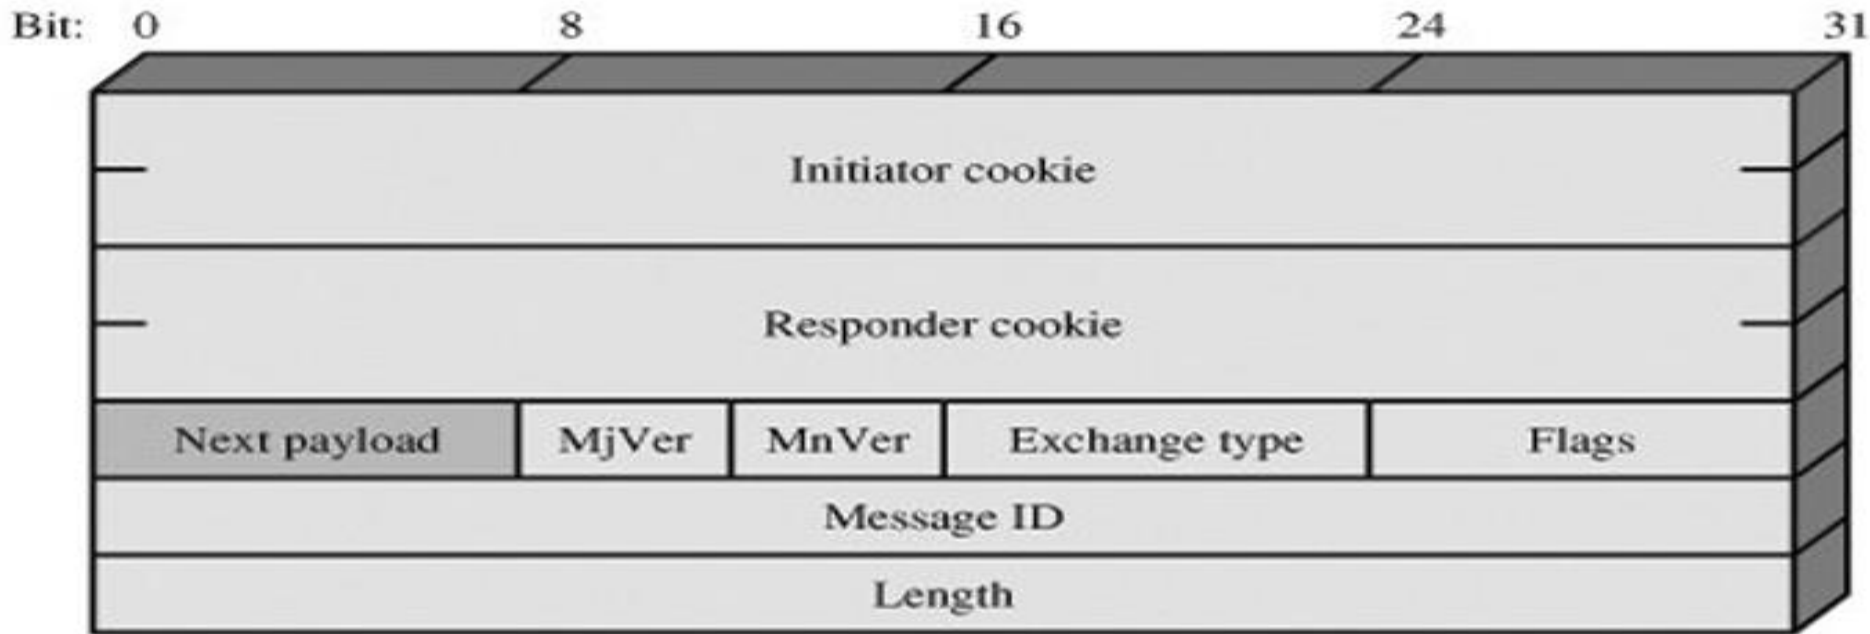 Bit: 0 8 16 24 31
Initiator cookie
Responder cookie
Next payload MjVer MnVer Exchange type Flags
Message ID
Length